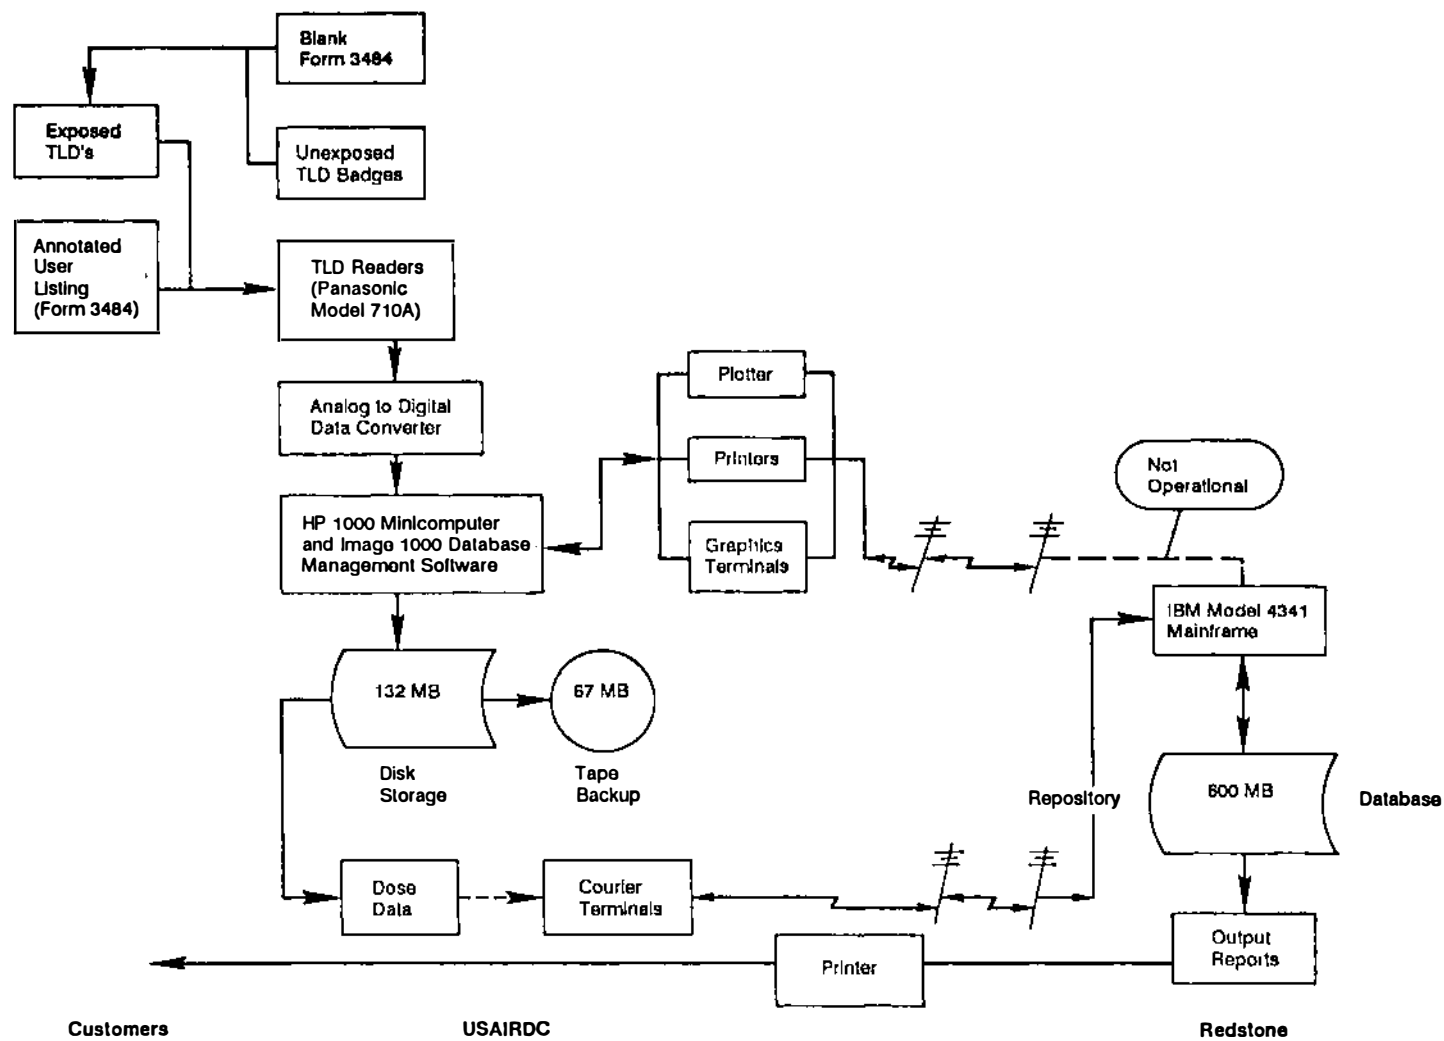 Blank
Form 3484
Exposed
TLD's
Unexposed
TLD Badges
Annotated
User
Listing
(Form 3484)
TLD Readers
(Panasonic
Model 710A)
Analog to Digital
Data Converter
HP 1000 Minicomputer
and Image 1000 Database
Management Software
Plotter
Printers
Graphics
Terminals
Not
Operational
IBM Model 4341
Mainframe
132 MB
67 MB
Disk
Storage
Tape
Backup
Repository
600 MB
Database
Dose
Data
Courier
Terminals
Output
Reports
Printer
Customers
USAIRDC
Redstone